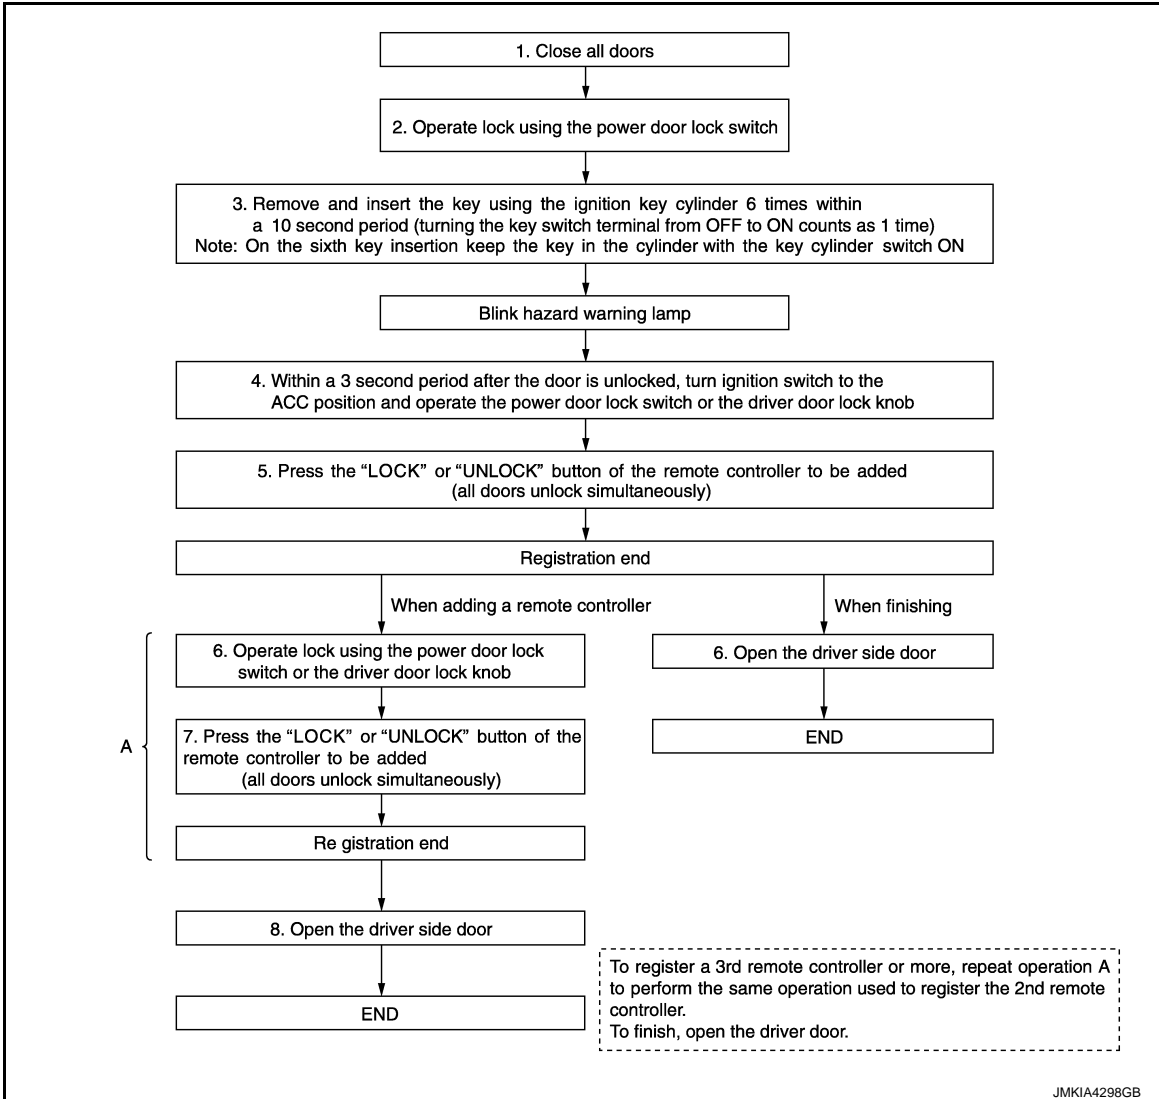 1. Close all doors
2. Operate lock using the power door lock switch
3. Remove and insert the key using the ignition key cylinder 6 times within
a 10 second period (turning the key switch terminal from OFF to ON counts as 1 time)
Note: On the sixth key insertion keep the key in the cylinder with the key cylinder switch ON
Blink hazard warning lamp
4. Within a 3 second period after the door is unlocked, turn ignition switch to the
ACC position and operate the power door lock switch or the driver door lock knob
5. Press the “LOCK” or “UNLOCK” button of the remote controller to be added
(all doors unlock simultaneously)
Registration end
When adding a remote controller
When finishing
6. Operate lock using the power door lock
switch or the driver door lock knob
6. Open the driver side door
A
7. Press the “LOCK” or “UNLOCK” button of the
remote controller to be added
(all doors unlock simultaneously)
END
Re gistration end
8. Open the driver side door
END
To register a 3rd remote controller or more, repeat operation A
to perform the same operation used to register the 2nd remote
controller.
To finish, open the driver door.
JMKIA4298GB